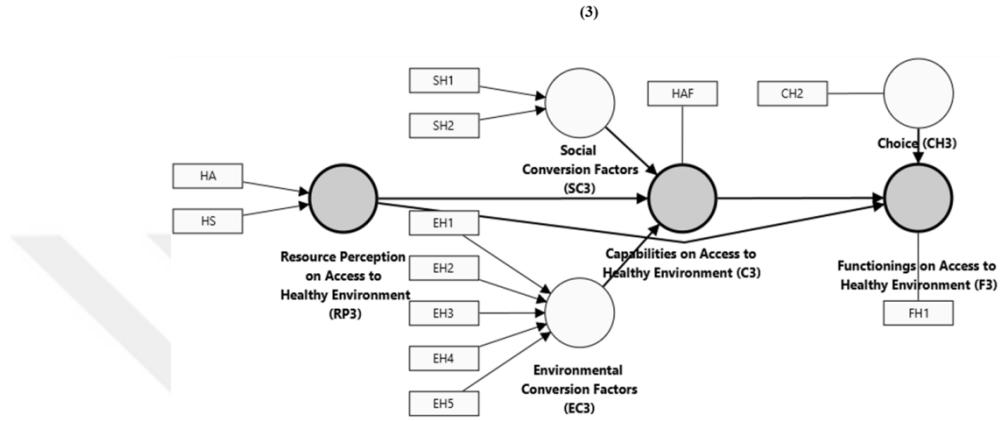 (3)
SH1
SH2
HAF
CH2
Social
Conversion Factors
(SC3)
Choice (CH3)
HA
HS
Resource Perception
on Access to
Healthy Environment
(RP3)
EH1
EH2
EH3
EH4
EH5
Capabilities on Access to
Healthy Environment (C3)
Functionings on Access to
Healthy Environment (F3)
FH1
Environmental
Conversion Factors
(EC3)